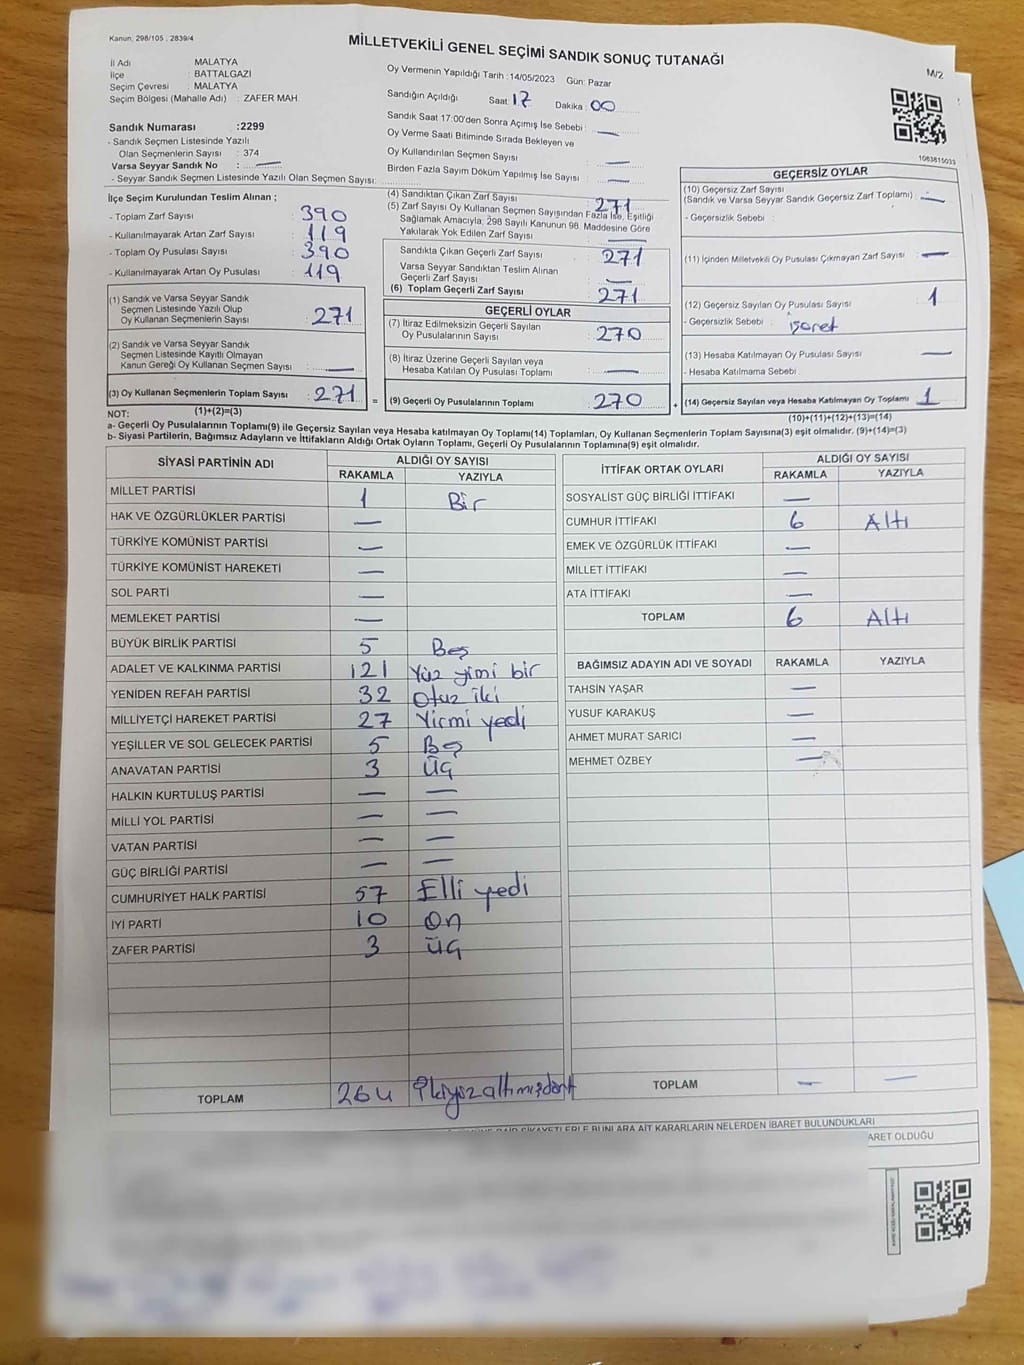 Kanun, 298/105 , 2839/4
MİLLETVEKİLİ GENEL SEÇİMİ SANDIK SONUÇ TUTANAĞI
M/2
İl Adı : MALATYA
İlçe : BATTALGAZİ
Seçim Çevresi : MALATYA
Seçim Bölgesi (Mahalle Adı) : ZAFER MAH.
Oy Vermenin Yapıldığı Tarih :14/05/2023 Gün: Pazar
Sandığın Açıldığı Saat: 17 Dakika: 00
Sandık Saat 17:00'den Sonra Açımış İse Sebebi : —
Oy Verme Saati Bitiminde Sırada Bekleyen ve
Oy Kullandırılan Seçmen Sayısı : —
Birden Fazla Sayım Döküm Yapılmış İse Sayısı : —
Sandık Numarası :2299
- Sandık Seçmen Listesinde Yazılı
Olan Seçmenlerin Sayısı : 374
Varsa Seyyar Sandık No : —
- Seyyar Sandık Seçmen Listesinde Yazılı Olan Seçmen Sayısı:
1063615033
İlçe Seçim Kurulundan Teslim Alınan ;
- Toplam Zarf Sayısı : 390
- Kullanılmayarak Artan Zarf Sayısı : 119
- Toplam Oy Pusulası Sayısı : 390
- Kullanılmayarak Artan Oy Pusulası : 119
(1) Sandık ve Varsa Seyyar Sandık
Seçmen Listesinde Yazılı Olup
Oy Kullanan Seçmenlerin Sayısı : 271
(2) Sandık ve Varsa Seyyar Sandık
Seçmen Listesinde Kayıtlı Olmayan
Kanun Gereği Oy Kullanan Seçmen Sayısı : —
(3) Oy Kullanan Seçmenlerin Toplam Sayısı : 271 =
(1)+(2)=(3)
(4) Sandıktan Çıkan Zarf Sayısı : 271
(5) Zarf Sayısı Oy Kullanan Seçmen Sayısından Fazla İse, Eşitliği
Sağlamak Amacıyla, 298 Sayılı Kanunun 98. Maddesine Göre
Yakılarak Yok Edilen Zarf Sayısı : —
Sandıkta Çıkan Geçerli Zarf Sayısı : 271
Varsa Seyyar Sandıktan Teslim Alınan
Geçerli Zarf Sayısı : —
(6) Toplam Geçerli Zarf Sayısı : 271
GEÇERLİ OYLAR
(7) İtiraz Edilmeksizin Geçerli Sayılan
Oy Pusulalarının Sayısı : 270
(8) İtiraz Üzerine Geçerli Sayılan veya
Hesaba Katılan Oy Pusulası Toplamı : —
(9) Geçerli Oy Pusulalarının Toplamı : 270 +
GEÇERSİZ OYLAR
(10) Geçersiz Zarf Sayısı
(Sandık ve Varsa Seyyar Sandık Geçersiz Zarf Toplamı) : —
- Geçersizlik Sebebi :
(11) İçinden Milletvekili Oy Pusulası Çıkmayan Zarf Sayısı : —
(12) Geçersiz Sayılan Oy Pusulası Sayısı : 1
- Geçersizlik Sebebi : işaret
(13) Hesaba Katılmayan Oy Pusulası Sayısı : —
- Hesaba Katılmama Sebebi :
(14) Geçersiz Sayılan veya Hesaba Katılmayan Oy Toplamı : 1
(10)+(11)+(12)+(13)=(14)
NOT:
a- Geçerli Oy Pusulalarının Toplamı(9) ile Geçersiz Sayılan veya Hesaba katılmayan Oy Toplamı(14) Toplamları, Oy Kullanan Seçmenlerin Toplam Sayısına(3) eşit olmalıdır. (9)+(14)=(3)
b- Siyasi Partilerin, Bağımsız Adayların ve İttifakların Aldığı Ortak Oyların Toplamı, Geçerli Oy Pusulalarının Toplamına(9) eşit olmalıdır.
SİYASİ PARTİNİN ADI ALDIĞI OY SAYISI
RAKAMLA YAZIYLA
MİLLET PARTİSİ 1 Bir
HAK VE ÖZGÜRLÜKLER PARTİSİ —
TÜRKİYE KOMÜNİST PARTİSİ —
TÜRKİYE KOMÜNİST HAREKETİ —
SOL PARTİ —
MEMLEKET PARTİSİ —
BÜYÜK BİRLİK PARTİSİ 5 Beş
ADALET VE KALKINMA PARTİSİ 121 Yüz yimi bir
YENİDEN REFAH PARTİSİ 32 Otuz iki
MİLLİYETÇİ HAREKET PARTİSİ 27 Yirmi yedi
YEŞİLLER VE SOL GELECEK PARTİSİ 5 Beş
ANAVATAN PARTİSİ 3 Üç
HALKIN KURTULUŞ PARTİSİ — —
MİLLİ YOL PARTİSİ — —
VATAN PARTİSİ — —
GÜÇ BİRLİĞİ PARTİSİ — —
CUMHURİYET HALK PARTİSİ 57 Elli yedi
İYİ PARTİ 10 On
ZAFER PARTİSİ 3 Üç
TOPLAM 264 İkiyüzaltmışdört
İTTİFAK ORTAK OYLARI ALDIĞI OY SAYISI
RAKAMLA YAZIYLA
SOSYALİST GÜÇ BİRLİĞİ İTTİFAKI —
CUMHUR İTTİFAKI 6 Altı
EMEK VE ÖZGÜRLÜK İTTİFAKI —
MİLLET İTTİFAKI —
ATA İTTİFAKI —
TOPLAM 6 Altı
BAĞIMSIZ ADAYIN ADI VE SOYADI RAKAMLA YAZIYLA
TAHSİN YAŞAR —
YUSUF KARAKUŞ —
AHMET MURAT SARICI —
MEHMET ÖZBEY —
TOPLAM — —
ŞİKAYETLERLE BUNLARA AİT KARARLARIN NELERDEN İBARET BULUNDUKLARI
ARET OLDUĞU